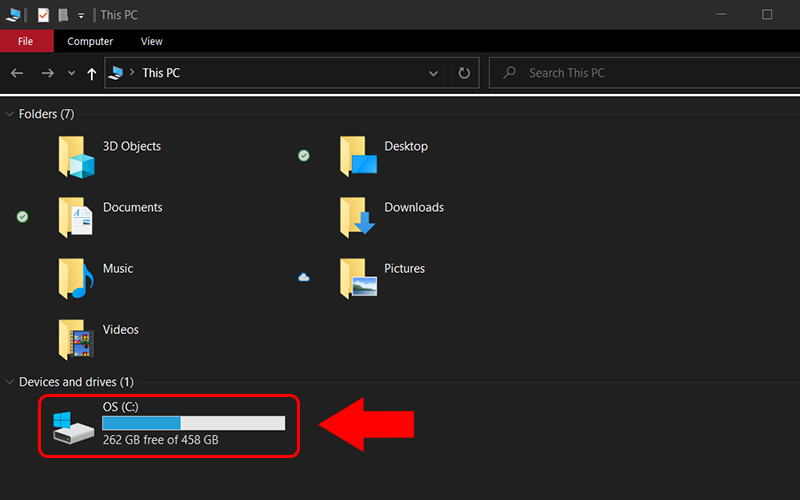 This PC
File Computer View
This PC Search This PC
Folders (7)
3D Objects Desktop
Documents Downloads
Music Pictures
Videos
Devices and drives (1)
OS (C:)
262 GB free of 458 GB